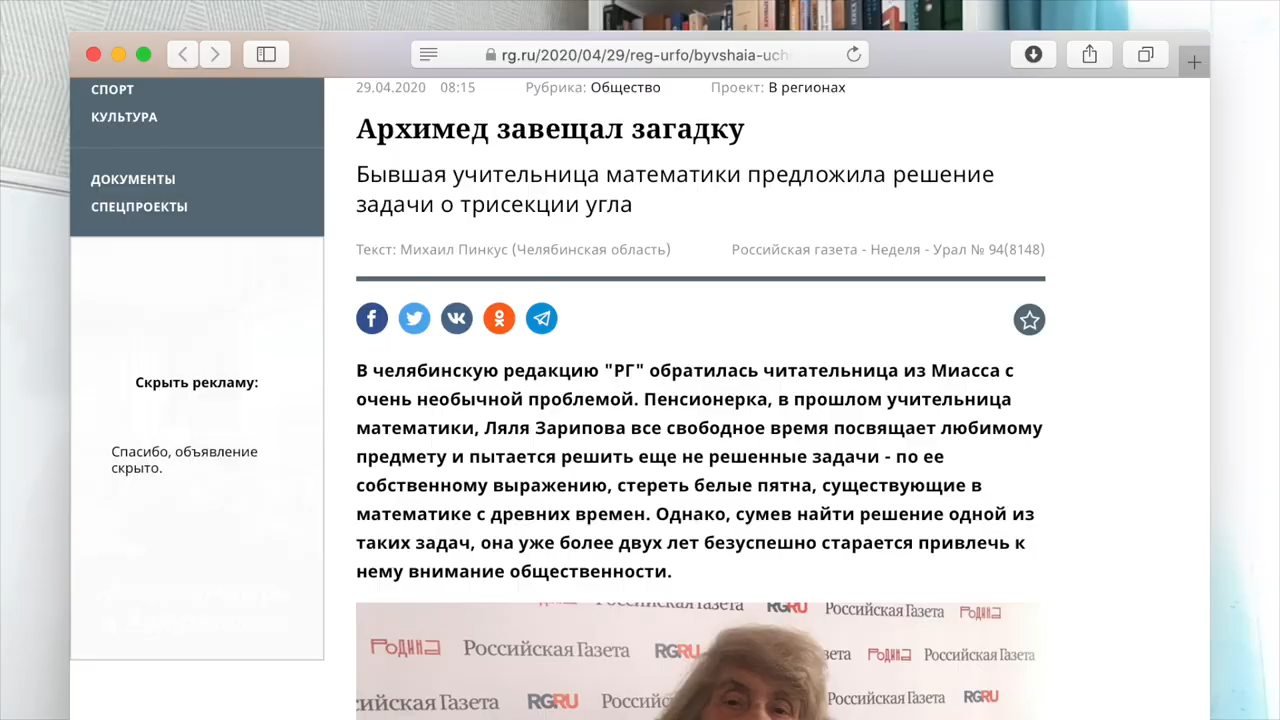 rg.ru/2020/04/29/reg-urfo/byvshaia-uch
СПОРТ
КУЛЬТУРА
ДОКУМЕНТЫ
СПЕЦПРОЕКТЫ
Скрыть рекламу:
Спасибо, объявление
скрыто.
29.04.2020 08:15 Рубрика: Общество Проект: В регионах
Архимед завещал загадку
Бывшая учительница математики предложила решение
задачи о трисекции угла
Текст: Михаил Пинкус (Челябинская область) Российская газета - Неделя - Урал № 94(8148)
В челябинскую редакцию "РГ" обратилась читательница из Миасса с
очень необычной проблемой. Пенсионерка, в прошлом учительница
математики, Ляля Зарипова все свободное время посвящает любимому
предмету и пытается решить еще не решенные задачи - по ее
собственному выражению, стереть белые пятна, существующие в
математике с древних времен. Однако, сумев найти решение одной из
таких задач, она уже более двух лет безуспешно старается привлечь к
нему внимание общественности.
Российская Газета RGRU Российская Газета РОДИНА
РОДИНА Российская Газета RGRU Газета РОДИНА Российская Газета
Российская Газета RGRU Российская Газета RGRU